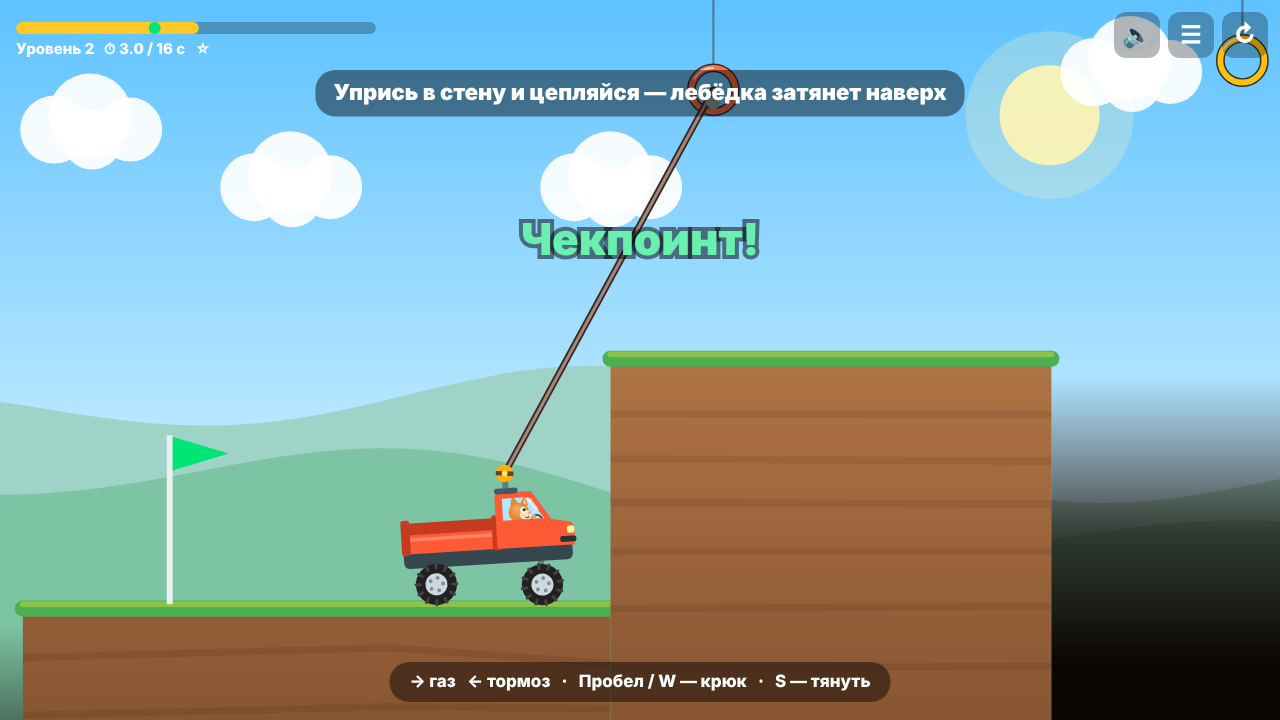 Уровень 2 ⏱ 3.0 / 16 с ☆
Упрись в стену и цепляйся — лебёдка затянет наверх
Чекпоинт!
→ газ ← тормоз · Пробел / W — крюк · S — тянуть